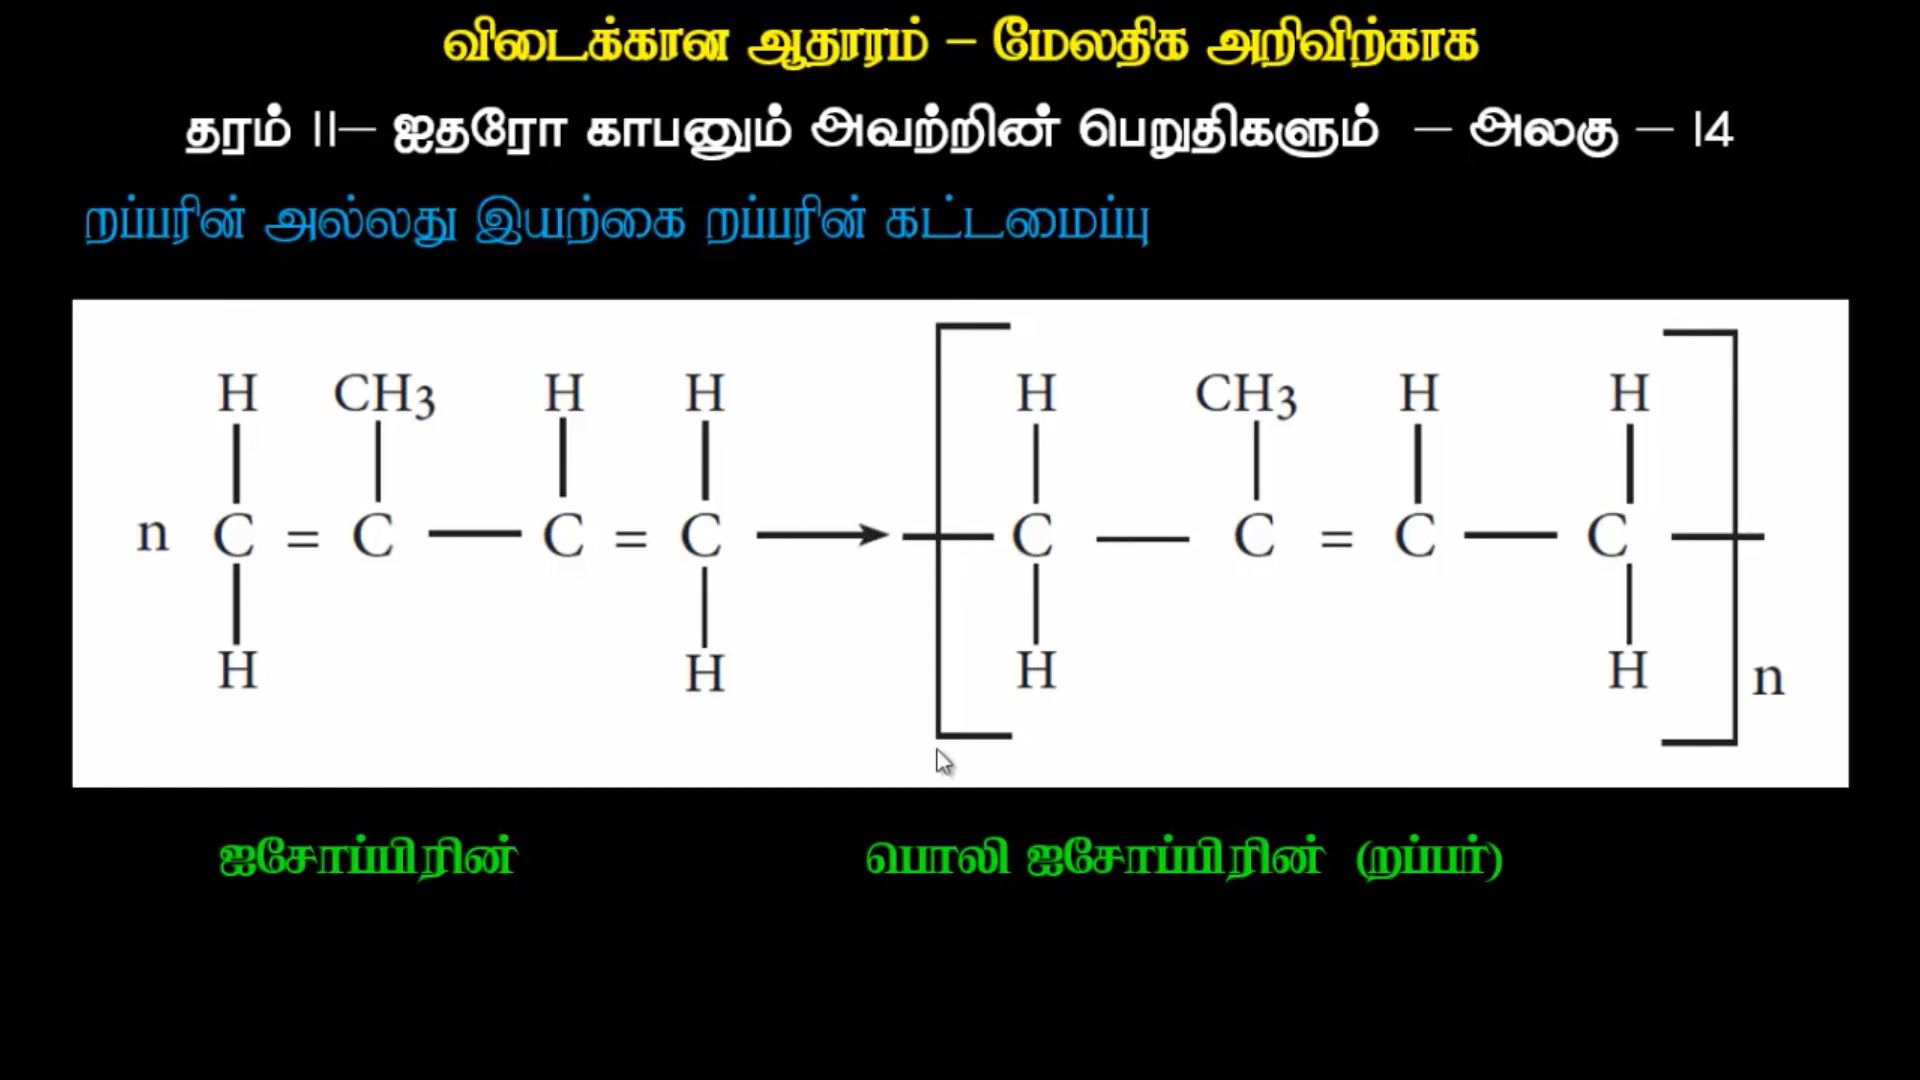 விடைக்கான ஆதாரம் – மேலதிக அறிவிற்காக
தரம் 11– ஐதரோ காபனும் அவற்றின் பெறுதிகளும் – அலகு – 14
றப்பரின் அல்லது இயற்கை றப்பரின் கட்டமைப்பு
H CH3 H H H CH3 H H
n C = C — C = C → — C — C = C — C —
H H H H n
ஐசோப்பிரின் பொலி ஐசோப்பிரின் (றப்பர்)